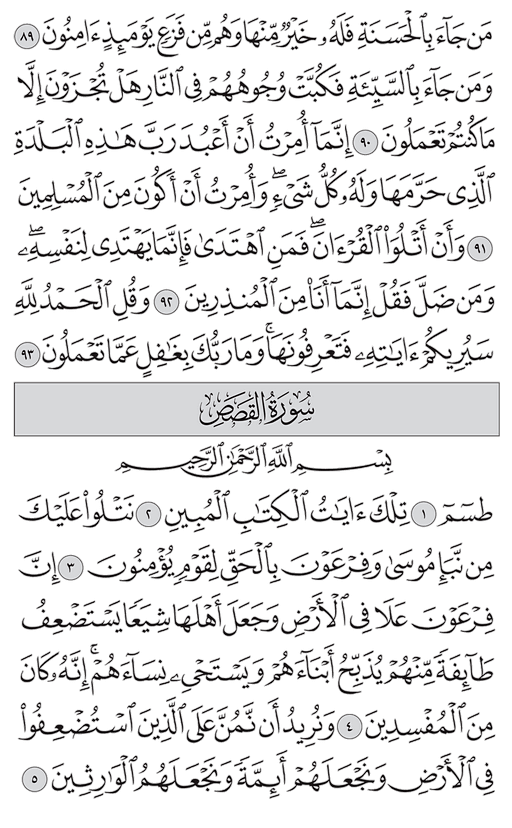 مَن جَآءَ بِٱلْحَسَنَةِ فَلَهُۥ خَيْرٌ مِّنْهَا وَهُم مِّن فَزَعٍ يَوْمَئِذٍ ءَامِنُونَ ٨٩
وَمَن جَآءَ بِٱلسَّيِّئَةِ فَكُبَّتْ وُجُوهُهُمْ فِى ٱلنَّارِ هَلْ تُجْزَوْنَ إِلَّا
مَا كُنتُمْ تَعْمَلُونَ ٩٠ إِنَّمَآ أُمِرْتُ أَنْ أَعْبُدَ رَبَّ هَٰذِهِ ٱلْبَلْدَةِ
ٱلَّذِى حَرَّمَهَا وَلَهُۥ كُلُّ شَىْءٍۖ وَأُمِرْتُ أَنْ أَكُونَ مِنَ ٱلْمُسْلِمِينَ
٩١ وَأَنْ أَتْلُوَا۟ ٱلْقُرْءَانَۖ فَمَنِ ٱهْتَدَىٰ فَإِنَّمَا يَهْتَدِى لِنَفْسِهِۦۖ
وَمَن ضَلَّ فَقُلْ إِنَّمَآ أَنَا۠ مِنَ ٱلْمُنذِرِينَ ٩٢ وَقُلِ ٱلْحَمْدُ لِلَّهِ
سَيُرِيكُمْ ءَايَٰتِهِۦ فَتَعْرِفُونَهَاۚ وَمَا رَبُّكَ بِغَٰفِلٍ عَمَّا تَعْمَلُونَ ٩٣
سُورَةُ ٱلْقَصَصِ
بِسْمِ ٱللَّهِ ٱلرَّحْمَٰنِ ٱلرَّحِيمِ
طسٓمٓ ١ تِلْكَ ءَايَٰتُ ٱلْكِتَٰبِ ٱلْمُبِينِ ٢ نَتْلُوا۟ عَلَيْكَ
مِن نَّبَإِ مُوسَىٰ وَفِرْعَوْنَ بِٱلْحَقِّ لِقَوْمٍ يُؤْمِنُونَ ٣ إِنَّ
فِرْعَوْنَ عَلَا فِى ٱلْأَرْضِ وَجَعَلَ أَهْلَهَا شِيَعًا يَسْتَضْعِفُ
طَآئِفَةً مِّنْهُمْ يُذَبِّحُ أَبْنَآءَهُمْ وَيَسْتَحْىِۦ نِسَآءَهُمْۚ إِنَّهُۥ كَانَ
مِنَ ٱلْمُفْسِدِينَ ٤ وَنُرِيدُ أَن نَّمُنَّ عَلَى ٱلَّذِينَ ٱسْتُضْعِفُوا۟
فِى ٱلْأَرْضِ وَنَجْعَلَهُمْ أَئِمَّةً وَنَجْعَلَهُمُ ٱلْوَٰرِثِينَ ٥